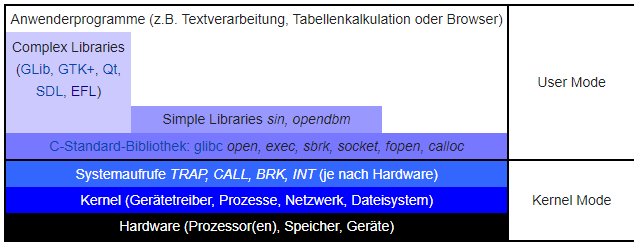 Anwenderprogramme (z.B. Textverarbeitung, Tabellenkalkulation oder Browser)
Complex Libraries
(GLib, GTK+, Qt,
SDL, EFL)
User Mode
Simple Libraries sin, opendbm
C-Standard-Bibliothek: glibc open, exec, sbrk, socket, fopen, calloc
Systemaufrufe TRAP, CALL, BRK, INT (je nach Hardware)
Kernel (Gerätetreiber, Prozesse, Netzwerk, Dateisystem)
Kernel Mode
Hardware (Prozessor(en), Speicher, Geräte)